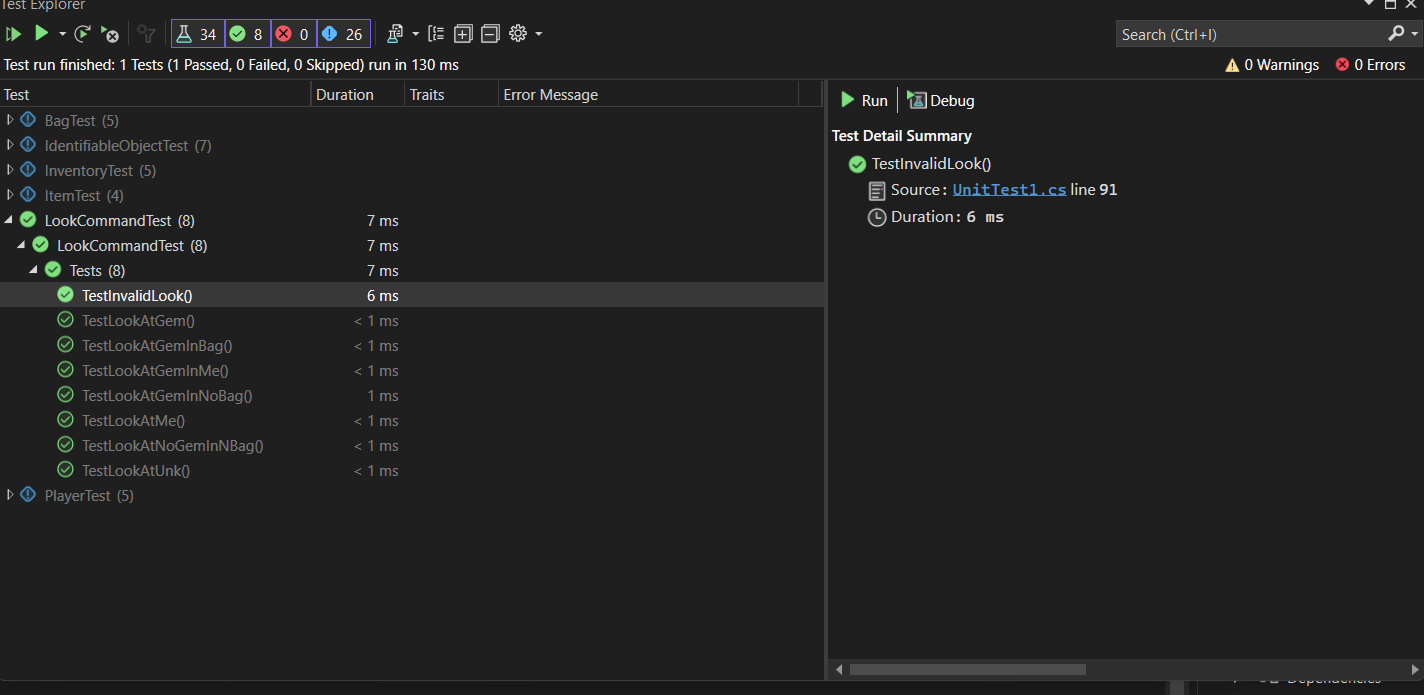 Test Explorer
34 8 0 26
Search (Ctrl+I)
Test run finished: 1 Tests (1 Passed, 0 Failed, 0 Skipped) run in 130 ms
0 Warnings 0 Errors
Test Duration Traits Error Message
BagTest (5)
IdentifiableObjectTest (7)
InventoryTest (5)
ItemTest (4)
LookCommandTest (8) 7 ms
LookCommandTest (8) 7 ms
Tests (8) 7 ms
TestInvalidLook() 6 ms
TestLookAtGem() < 1 ms
TestLookAtGemInBag() < 1 ms
TestLookAtGemInMe() < 1 ms
TestLookAtGemInNoBag() 1 ms
TestLookAtMe() < 1 ms
TestLookAtNoGemInNBag() < 1 ms
TestLookAtUnk() < 1 ms
PlayerTest (5)
Run Debug
Test Detail Summary
TestInvalidLook()
Source: UnitTest1.cs line 91
Duration: 6 ms
Dependencies